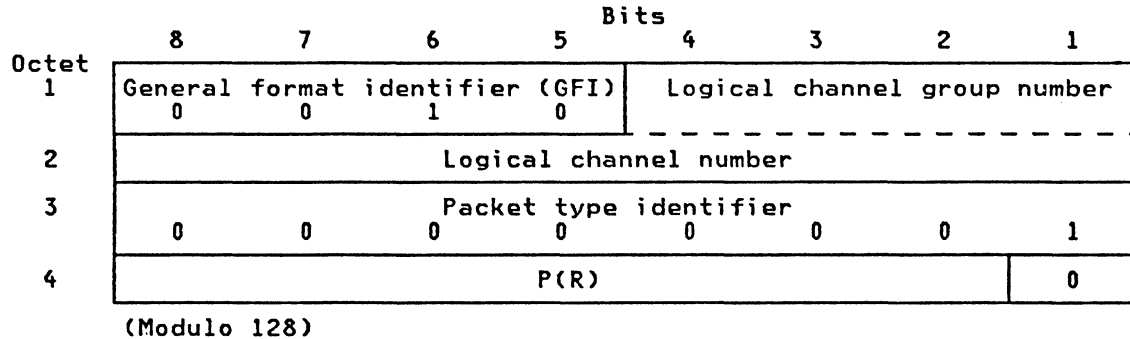 Bits
8 7 6 5 4 3 2 1
Octet
1 General format identifier (GFI) Logical channel group number
0 0 1 0
2 Logical channel number
3 Packet type identifier
0 0 0 0 0 0 0 1
4 P(R) 0
(Modulo 128)